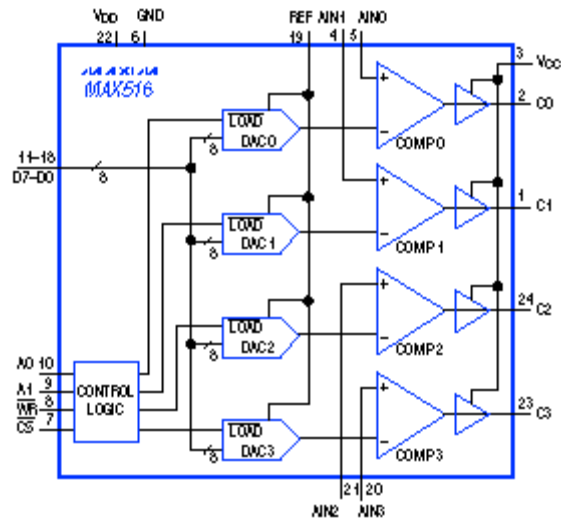 VDD GND REF AIN1 AIN0
22 6 19 4 5
MAXIM
MAX516
3 VCC
2 C0
LOAD
DAC0
8
COMP0
11–18
D7–D0
8
1 C1
LOAD
DAC1
8
COMP1
24 C2
LOAD
DAC2
8
COMP2
A0 10
A1 9
WR 8
CS 7
CONTROL
LOGIC
23 C3
LOAD
DAC3
8
COMP3
21 20
AIN2 AIN3